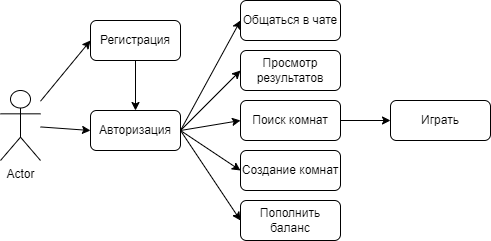 Общаться в чате
Регистрация
Просмотр
результатов
Авторизация
Поиск комнат
Играть
Actor
Создание комнат
Пополнить
баланс